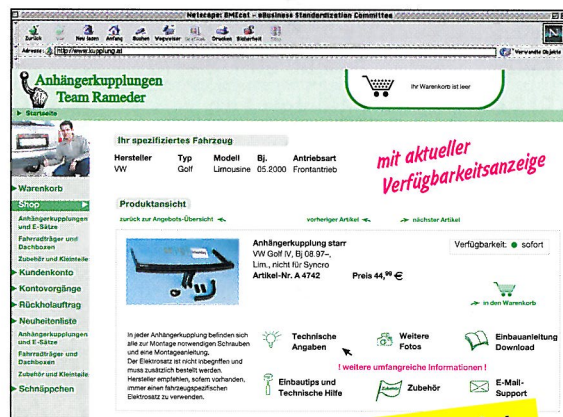 Netscape: BMEcat – eBusiness Standardization Committee
Zurück
Neu laden
Anfang
Suchen
Wegweiser
Drucken
Sicherheit
Adresse:
http://www.kupplung.at
Verwandte Objekte
Anhängerkupplungen
Team Rameder
Ihr Warenkorb ist leer
Startseite
Warenkorb
Shop
Anhängerkupplungen
und E-Sätze
Fahrradträger und
Dachboxen
Zubehör und Kleinteile
Kundenkonto
Kontovorgänge
Rückholauftrag
Neuheitenliste
Anhängerkupplungen
und E-Sätze
Fahrradträger und
Dachboxen
Zubehör und Kleinteile
Schnäppchen
Ihr spezifiziertes Fahrzeug
Hersteller Typ Modell Bj. Antriebsart
VW Golf Limousine 05.2000 Frontantrieb
mit aktueller
Verfügbarkeitsanzeige
Produktansicht
zurück zur Angebots-Übersicht vorheriger Artikel nächster Artikel
Anhängerkupplung starr
VW Golf IV, Bj 08.97–,
Lim., nicht für Syncro
Artikel-Nr. A 4742 Preis 44,99 €
Verfügbarkeit: sofort
in den Warenkorb
In jeder Anhängerkupplung befinden sich
alle zur Montage notwendigen Schrauben
und eine Montageanleitung.
Der Elektrosatz ist nicht inbegriffen und
muss zusätzlich bestellt werden.
Hersteller empfehlen, sofern vorhanden,
immer einen fahrzeugspezifischen
Elektrosatz zu verwenden.
Technische
Angaben
Weitere
Fotos
Einbauanleitung
Download
! weitere umfangreiche Informationen !
Einbautips und
Technische Hilfe
Zubehör
Zubehör
E-Mail-
Support